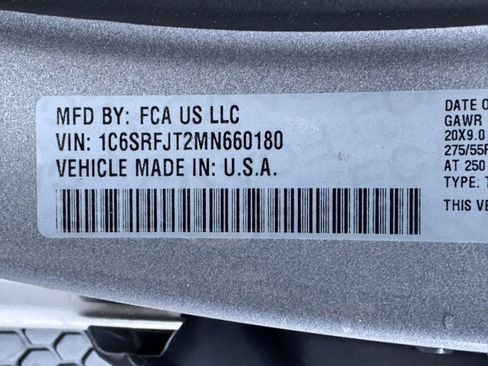 MFD BY: FCA US LLC
VIN: 1C6SRFJT2MN660180
VEHICLE MADE IN: U.S.A.
DATE O
GAWR
20X9.0
275/55R
AT 250
TYPE: T
THIS VE